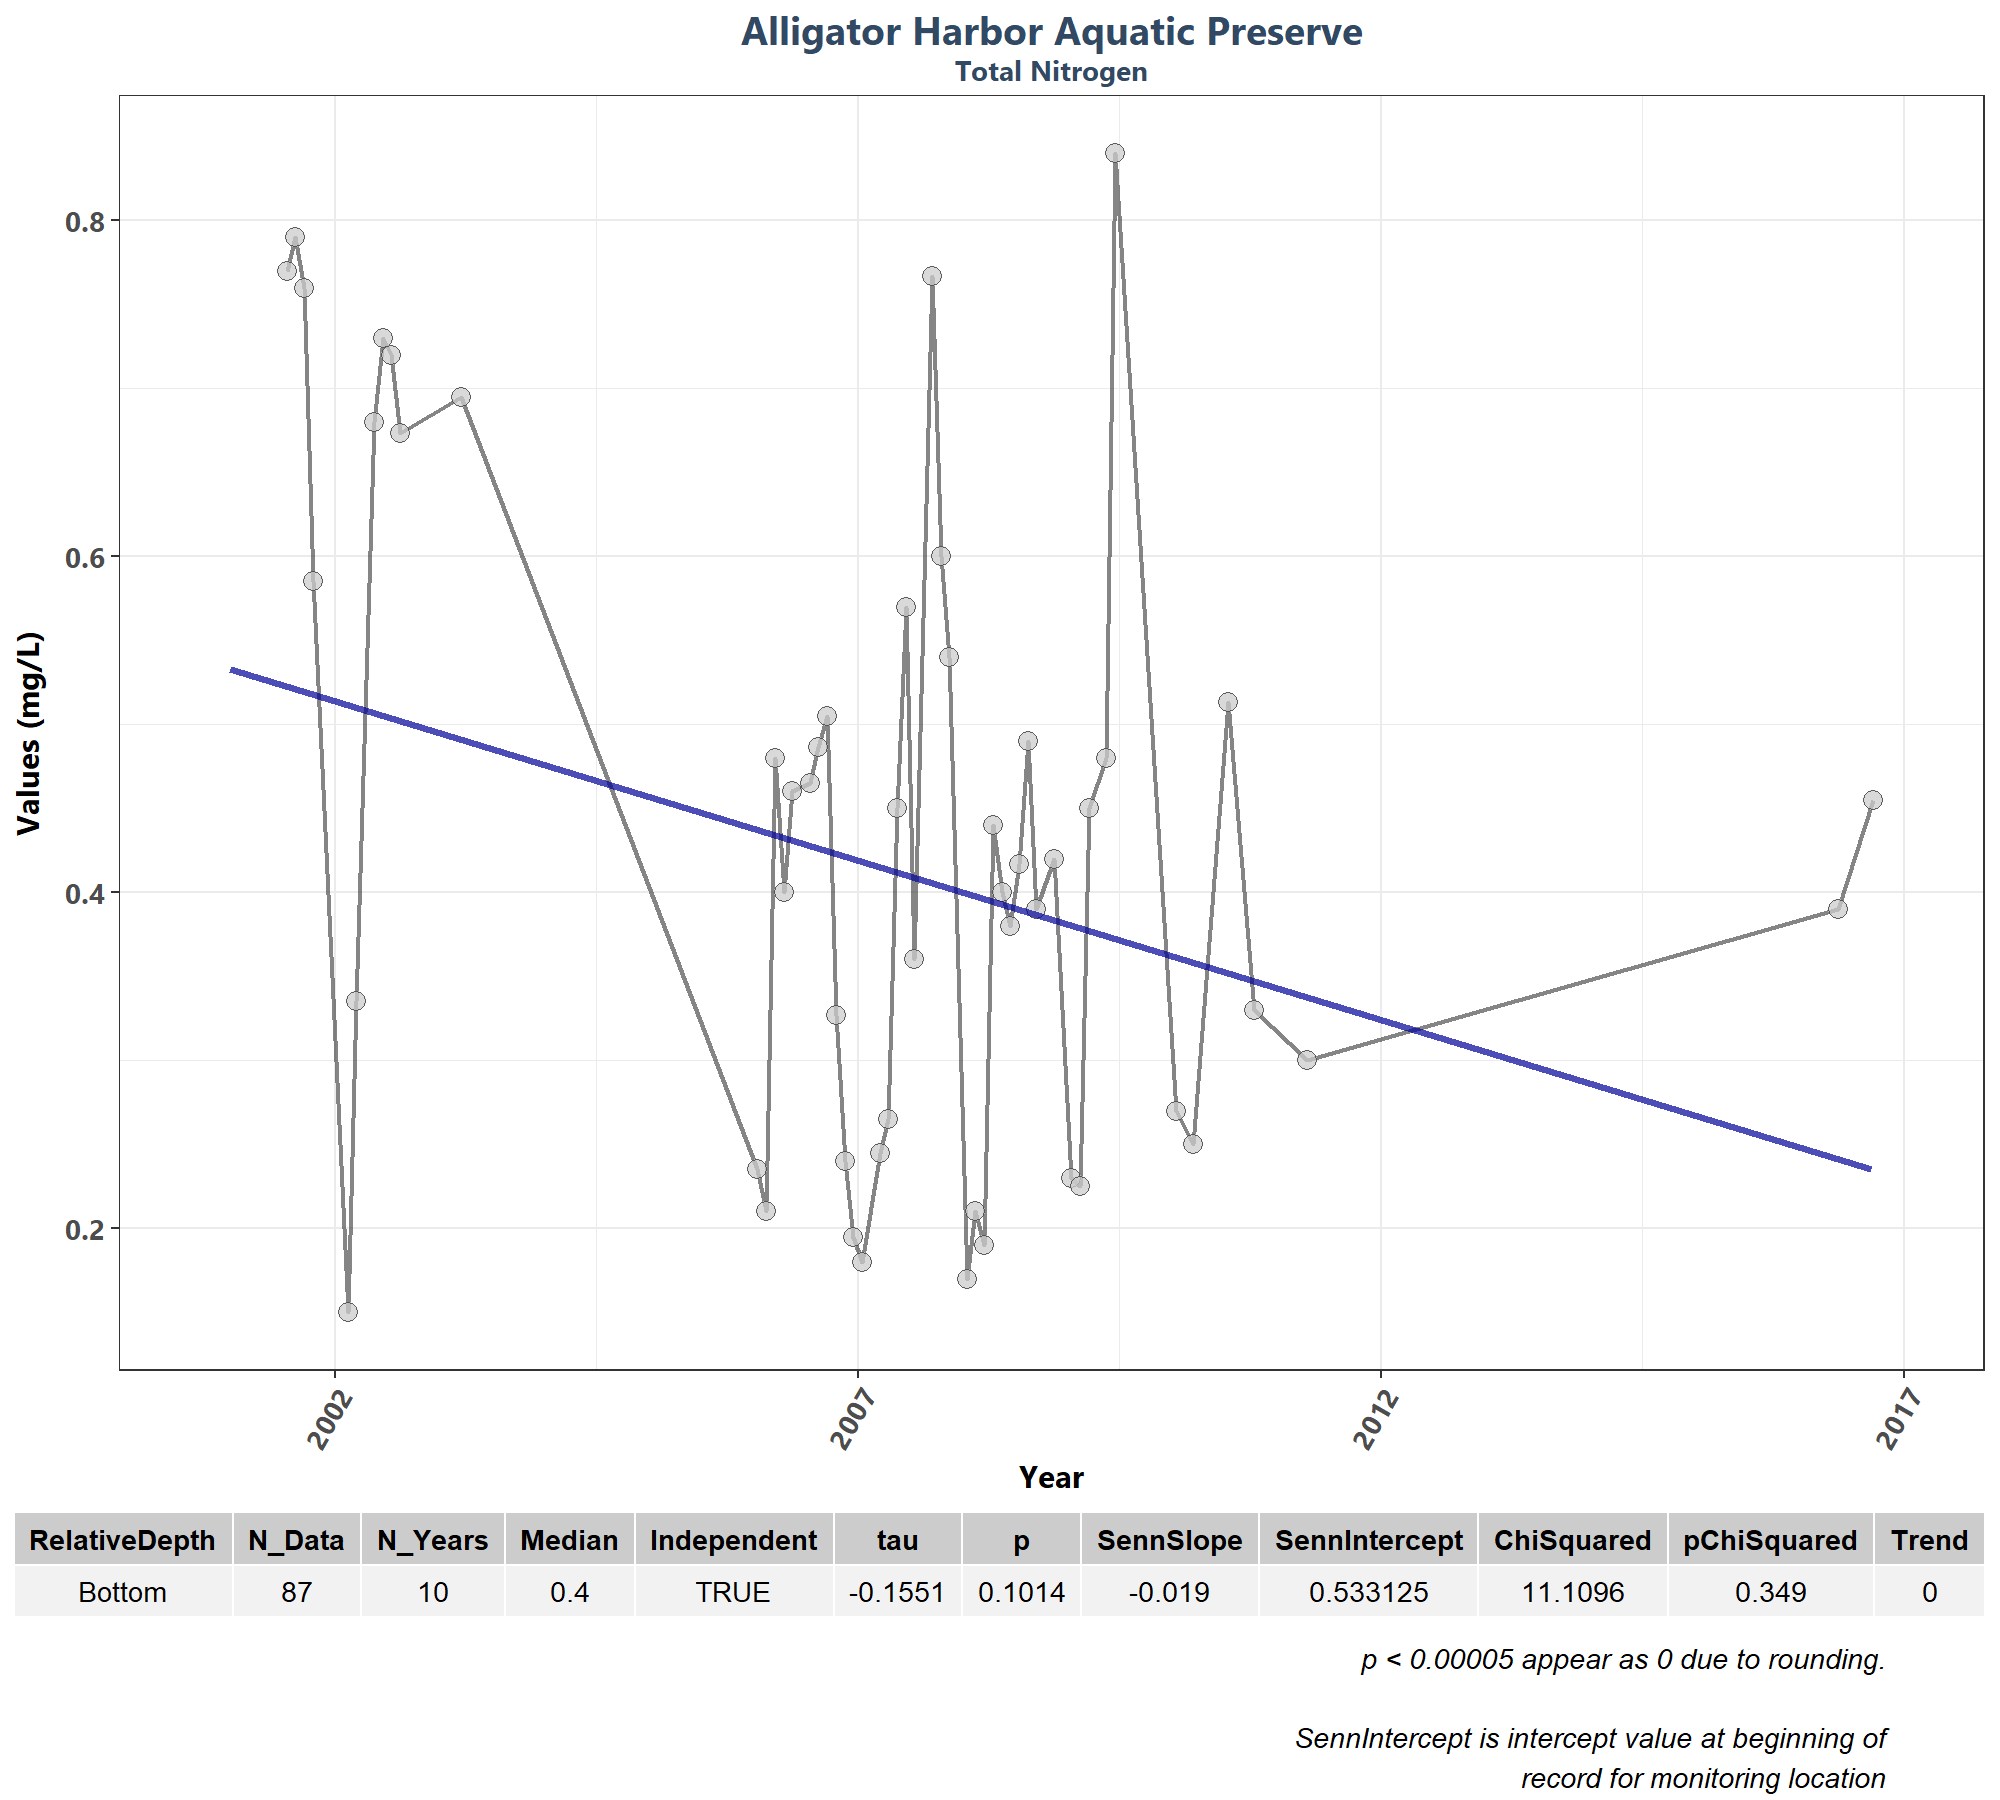 Alligator Harbor Aquatic Preserve
Total Nitrogen
Values (mg/L)
0.8
0.6
0.4
0.2
2002 2007 2012 2017
Year
RelativeDepth N_Data N_Years Median Independent tau p SennSlope SennIntercept ChiSquared pChiSquared Trend
Bottom 87 10 0.4 TRUE -0.1551 0.1014 -0.019 0.533125 11.1096 0.349 0
p < 0.00005 appear as 0 due to rounding.
SennIntercept is intercept value at beginning of
record for monitoring location